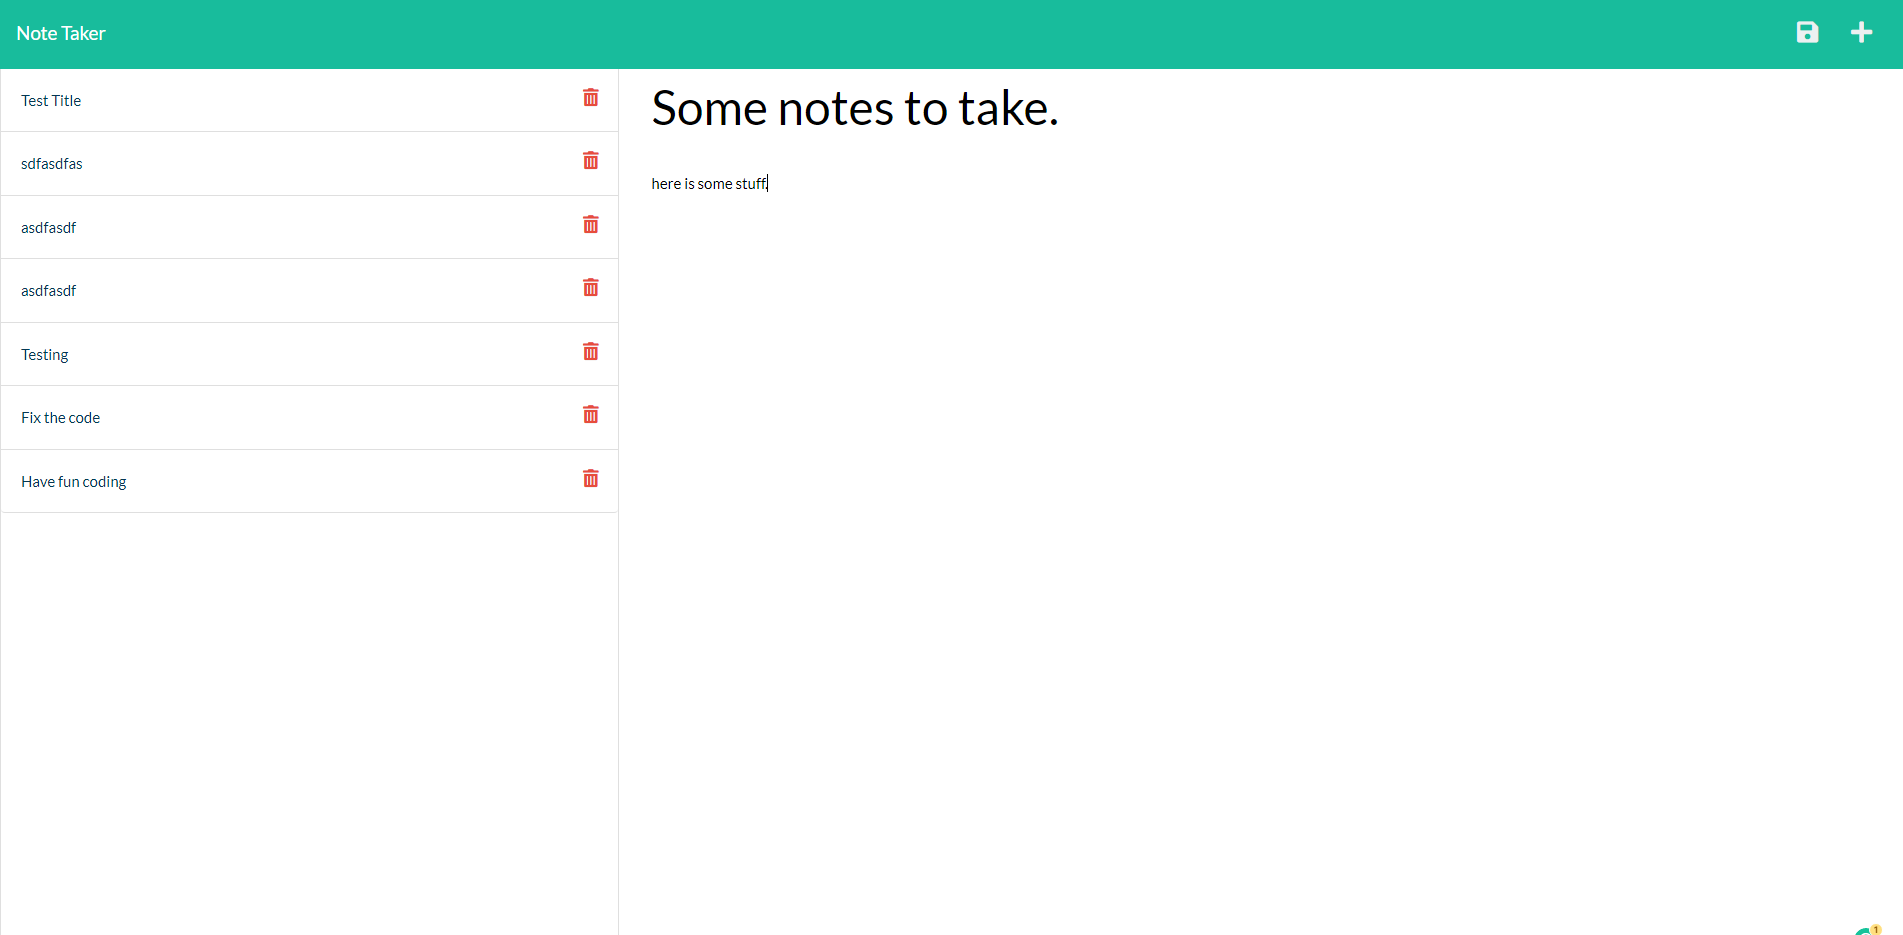 Note Taker
Test Title
sdfasdfas
asdfasdf
asdfasdf
Testing
Fix the code
Have fun coding
Some notes to take.
here is some stuff.
1